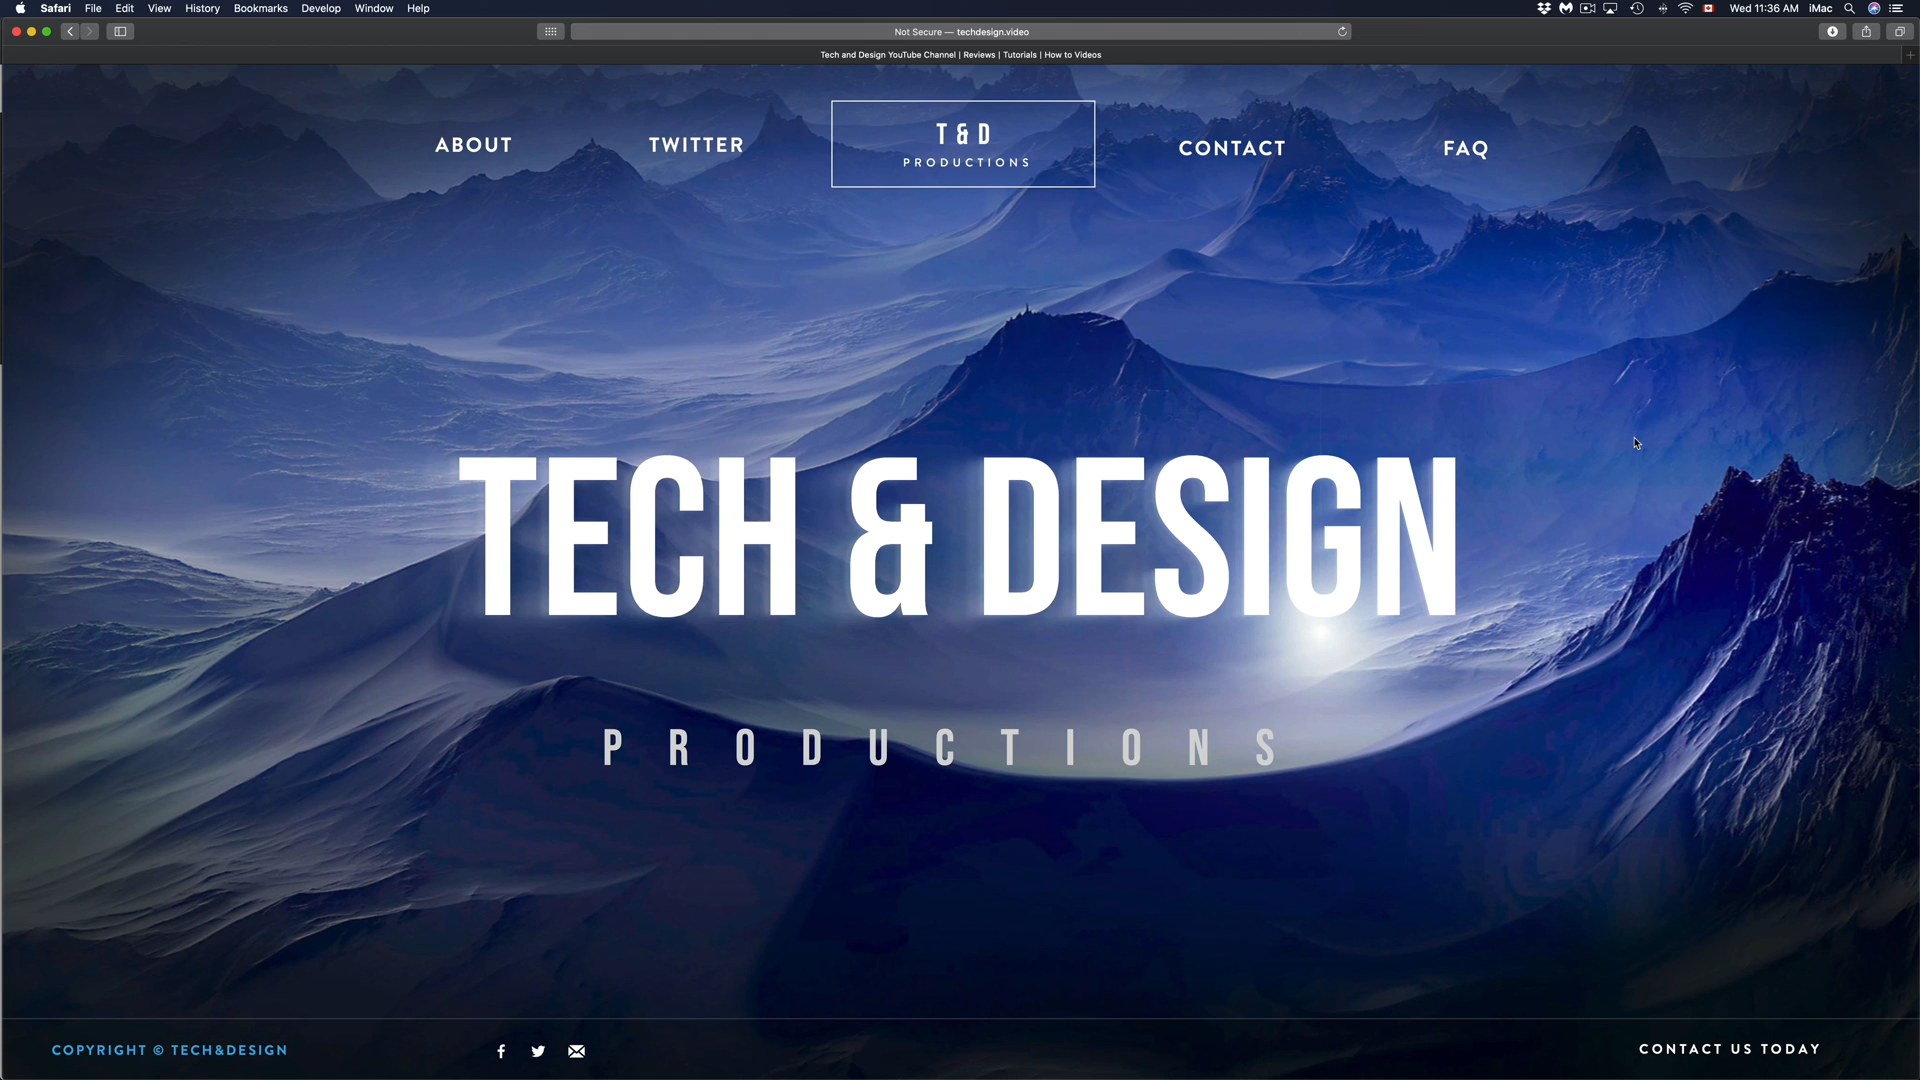 Safari File Edit View History Bookmarks Develop Window Help Wed 11:36 AM iMac
Not Secure — techdesign.video
Tech and Design YouTube Channel | Reviews | Tutorials | How to Videos
ABOUT TWITTER T & D CONTACT FAQ
PRODUCTIONS
TECH & DESIGN
PRODUCTIONS
COPYRIGHT © TECH&DESIGN CONTACT US TODAY